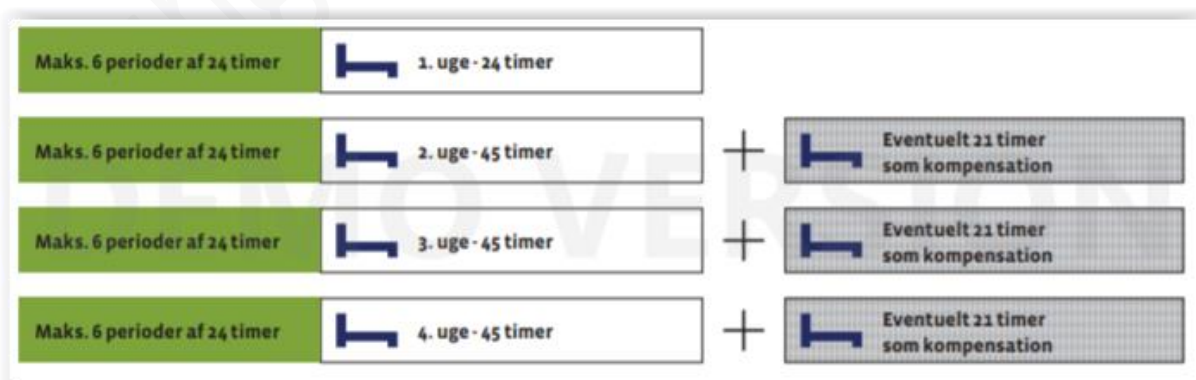 Maks. 6 perioder af 24 timer
1. uge - 24 timer
Maks. 6 perioder af 24 timer
2. uge - 45 timer
+
Eventuelt 21 timer
som kompensation
Maks. 6 perioder af 24 timer
3. uge - 45 timer
+
Eventuelt 21 timer
som kompensation
Maks. 6 perioder af 24 timer
4. uge - 45 timer
+
Eventuelt 21 timer
som kompensation
DEMO VERSION